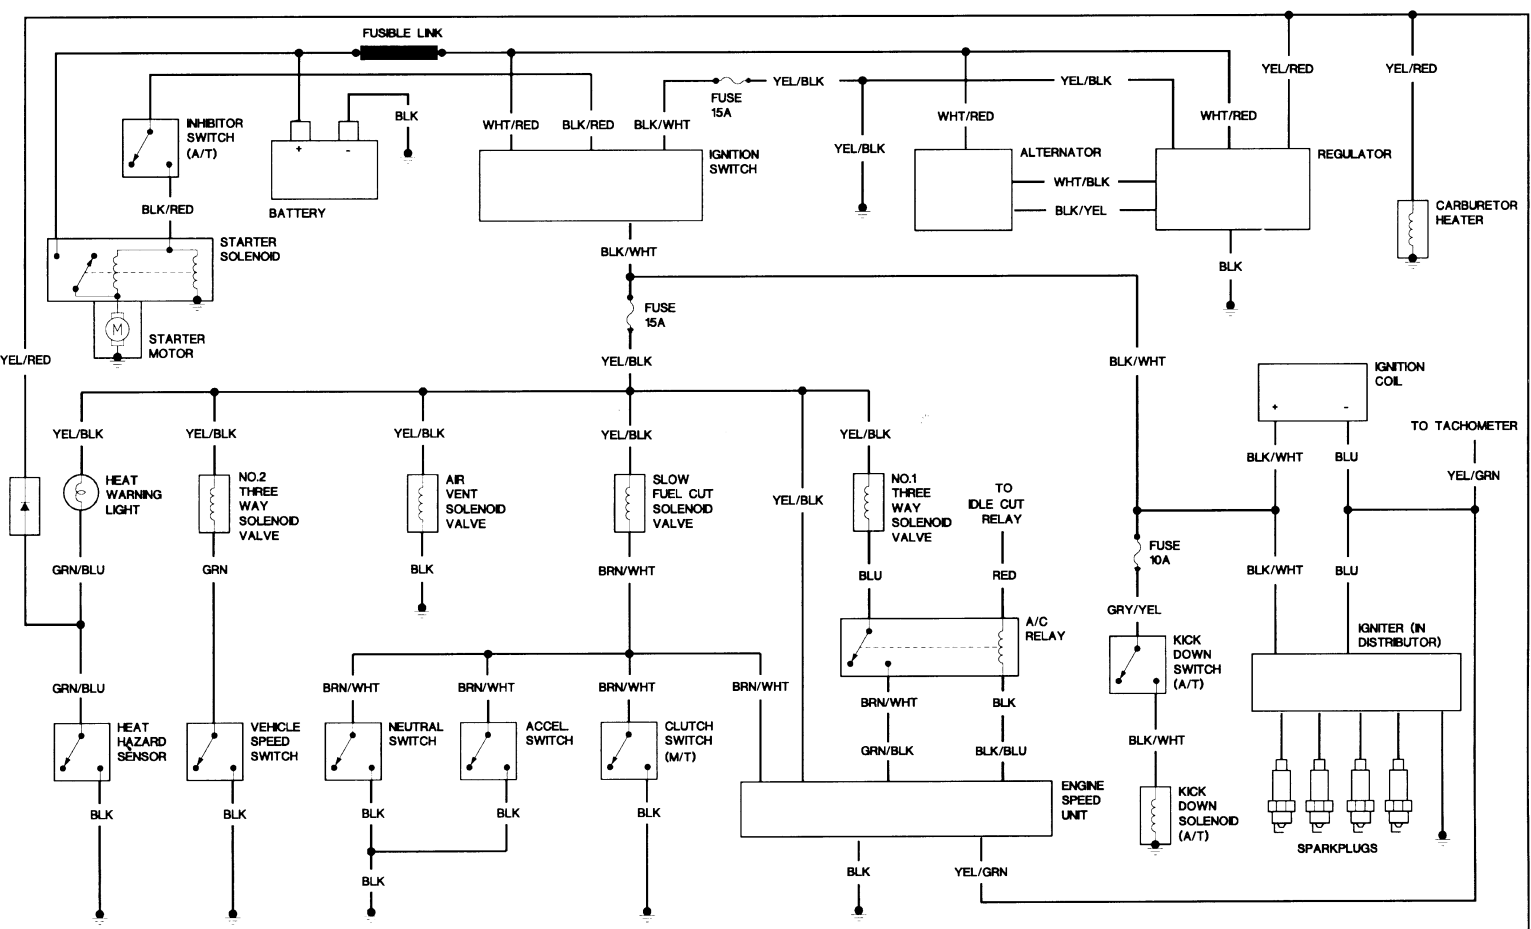 FUSIBLE LINK
YEL/RED
YEL/RED
YEL/BLK
YEL/BLK
FUSE
15A
BLK
WHT/RED
BLK/RED
BLK/WHT
WHT/RED
WHT/RED
INHIBITOR
SWITCH
(A/T)
+
-
YEL/BLK
IGNITION
SWITCH
ALTERNATOR
REGULATOR
WHT/BLK
BLK/YEL
BLK/RED
BATTERY
CARBURETOR
HEATER
STARTER
SOLENOID
BLK/WHT
BLK
FUSE
15A
M
STARTER
MOTOR
YEL/RED
YEL/BLK
BLK/WHT
IGNITION
COIL
+
-
TO TACHOMETER
YEL/BLK
YEL/BLK
YEL/BLK
YEL/BLK
YEL/BLK
BLK/WHT
BLU
YEL/GRN
HEAT
WARNING
LIGHT
NO.2
THREE
WAY
SOLENOID
VALVE
AIR
VENT
SOLENOID
VALVE
SLOW
FUEL CUT
SOLENOID
VALVE
YEL/BLK
NO.1
THREE
WAY
SOLENOID
VALVE
TO
IDLE CUT
RELAY
FUSE
10A
GRN/BLU
GRN
BLK
BRN/WHT
BLU
RED
BLK/WHT
BLU
GRY/YEL
A/C
RELAY
IGNITER (IN
DISTRIBUTOR)
KICK
DOWN
SWITCH
(A/T)
GRN/BLU
BRN/WHT
BRN/WHT
BRN/WHT
BRN/WHT
BRN/WHT
BLK
HEAT
HAZARD
SENSOR
VEHICLE
SPEED
SWITCH
NEUTRAL
SWITCH
ACCEL.
SWITCH
CLUTCH
SWITCH
(M/T)
GRN/BLK
BLK/BLU
BLK/WHT
ENGINE
SPEED
UNIT
KICK
DOWN
SOLENOID
(A/T)
BLK
BLK
BLK
BLK
BLK
SPARKPLUGS
BLK
BLK
YEL/GRN